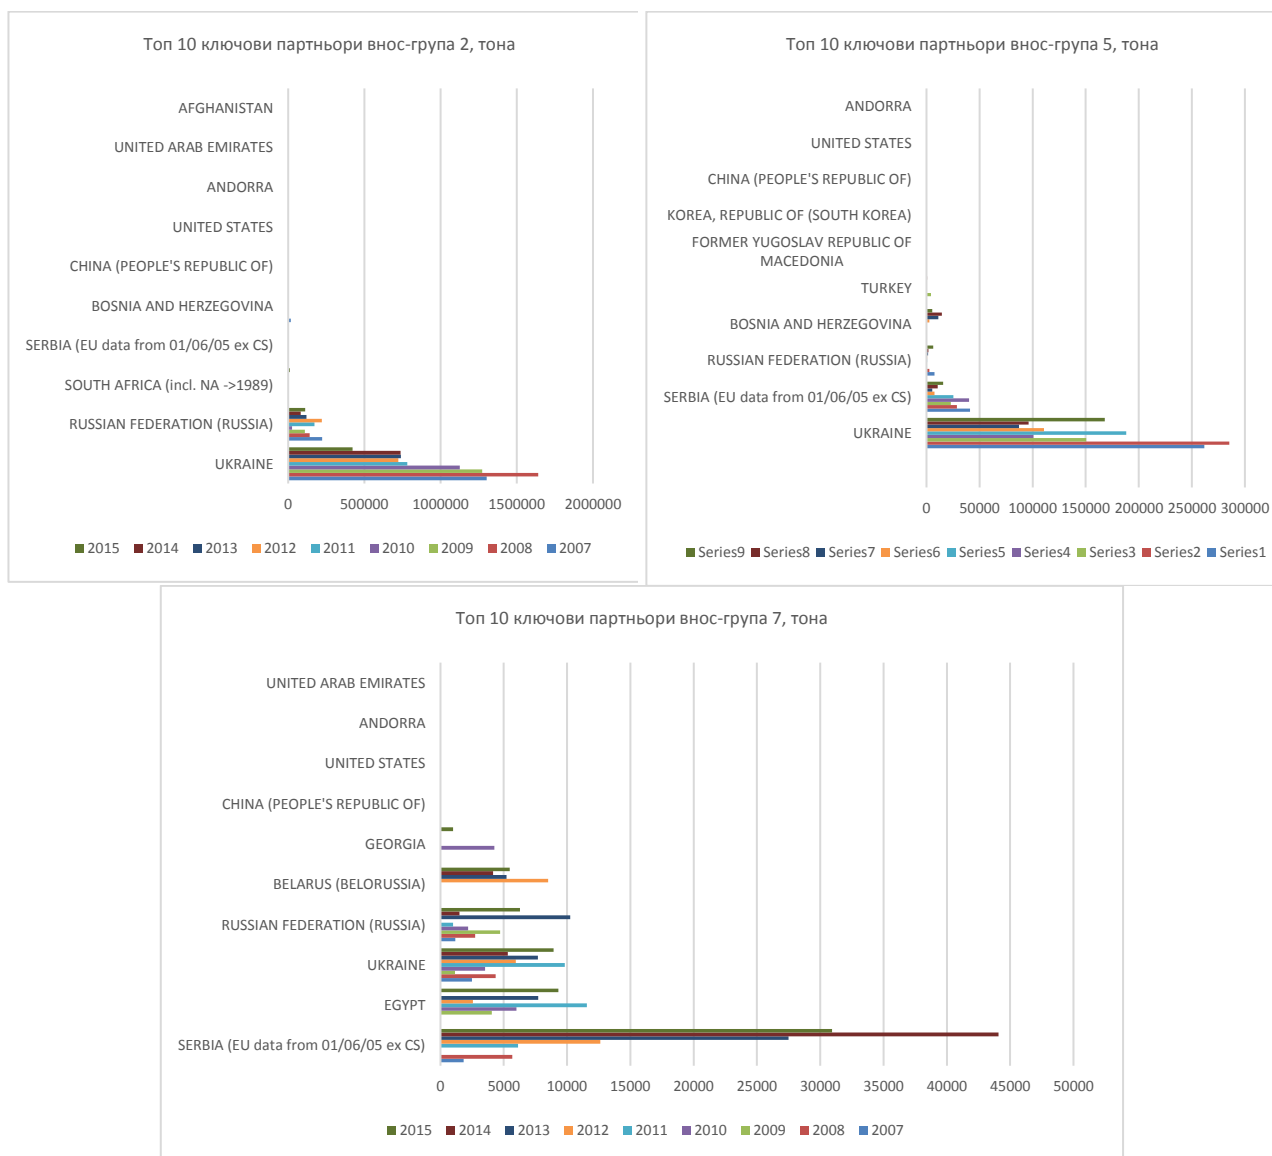 Топ 10 ключови партньори внос-група 2, тона
AFGHANISTAN
UNITED ARAB EMIRATES
ANDORRA
UNITED STATES
CHINA (PEOPLE'S REPUBLIC OF)
BOSNIA AND HERZEGOVINA
SERBIA (EU data from 01/06/05 ex CS)
SOUTH AFRICA (incl. NA ->1989)
RUSSIAN FEDERATION (RUSSIA)
UKRAINE
0 500000 1000000 1500000 2000000
2015 2014 2013 2012 2011 2010 2009 2008 2007
Топ 10 ключови партньори внос-група 5, тона
ANDORRA
UNITED STATES
CHINA (PEOPLE'S REPUBLIC OF)
KOREA, REPUBLIC OF (SOUTH KOREA)
FORMER YUGOSLAV REPUBLIC OF
MACEDONIA
TURKEY
BOSNIA AND HERZEGOVINA
RUSSIAN FEDERATION (RUSSIA)
SERBIA (EU data from 01/06/05 ex CS)
UKRAINE
0 50000 100000 150000 200000 250000 300000
Series9 Series8 Series7 Series6 Series5 Series4 Series3 Series2 Series1
Топ 10 ключови партньори внос-група 7, тона
UNITED ARAB EMIRATES
ANDORRA
UNITED STATES
CHINA (PEOPLE'S REPUBLIC OF)
GEORGIA
BELARUS (BELORUSSIA)
RUSSIAN FEDERATION (RUSSIA)
UKRAINE
EGYPT
SERBIA (EU data from 01/06/05 ex CS)
0 5000 10000 15000 20000 25000 30000 35000 40000 45000 50000
2015 2014 2013 2012 2011 2010 2009 2008 2007